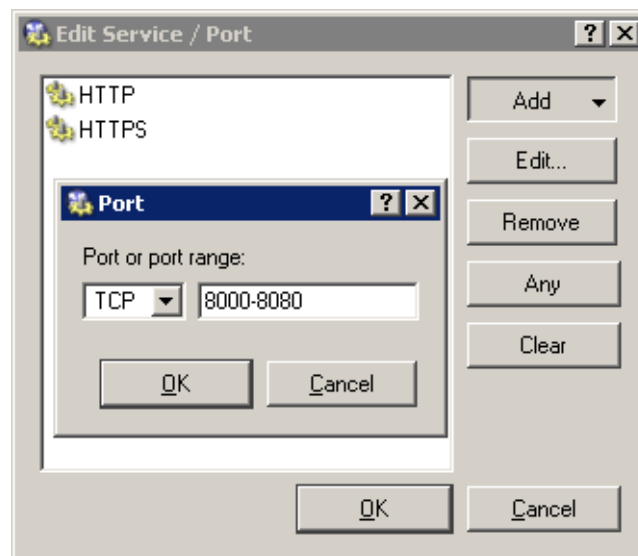 Edit Service / Port
HTTP
HTTPS
Add
Edit...
Remove
Any
Clear
Port
Port or port range:
TCP 8000-8080
OK Cancel
OK Cancel